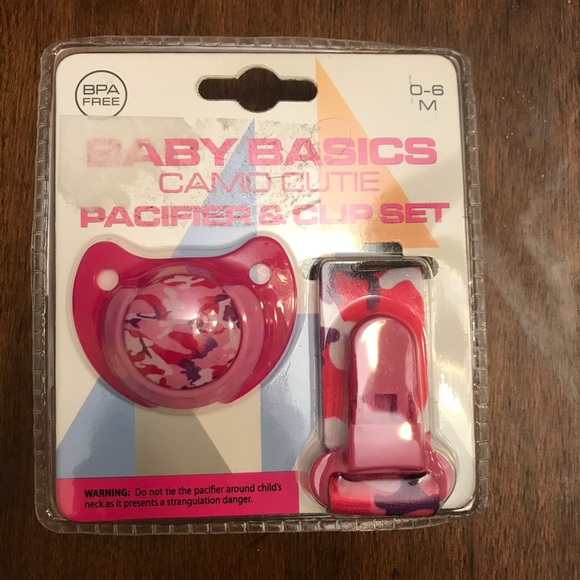 BPA
FREE
0-6
M
BABY BASICS
CAMO CUTIE
PACIFIER & CLIP SET
WARNING: Do not tie the pacifier around child's
neck as it presents a strangulation danger.